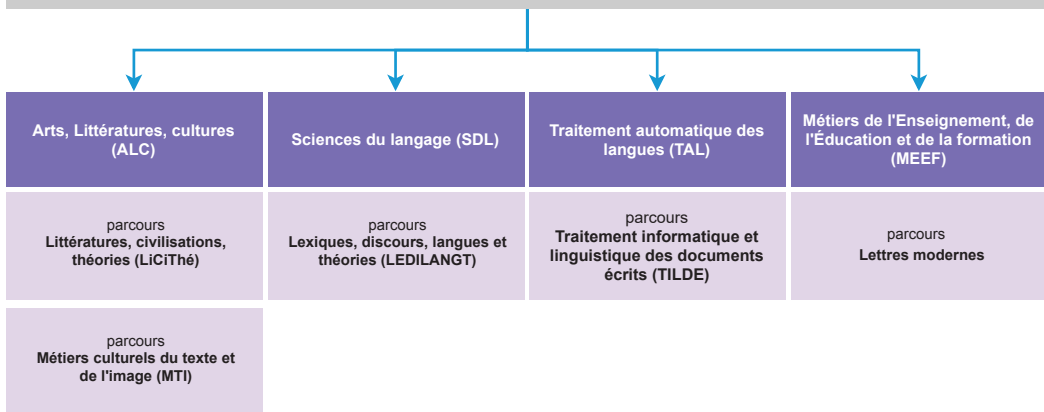 Arts, Littératures, cultures
(ALC)
Sciences du langage (SDL)
Traitement automatique des
langues (TAL)
Métiers de l'Enseignement, de
l'Éducation et de la formation
(MEEF)
parcours
Littératures, civilisations,
théories (LiCiThé)
parcours
Lexiques, discours, langues et
théories (LEDILANGT)
parcours
Traitement informatique et
linguistique des documents
écrits (TILDE)
parcours
Lettres modernes
parcours
Métiers culturels du texte et
de l'image (MTI)